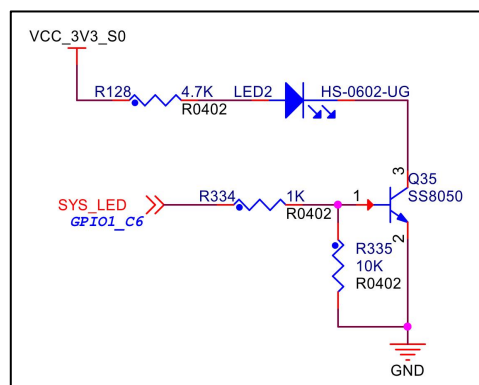 VCC_3V3_S0
R128
4.7K
R0402
LED2
HS-0602-UG
3
Q35
SS8050
SYS_LED
GPIO1_C6
R334
1K
R0402
1
2
R335
10K
R0402
GND